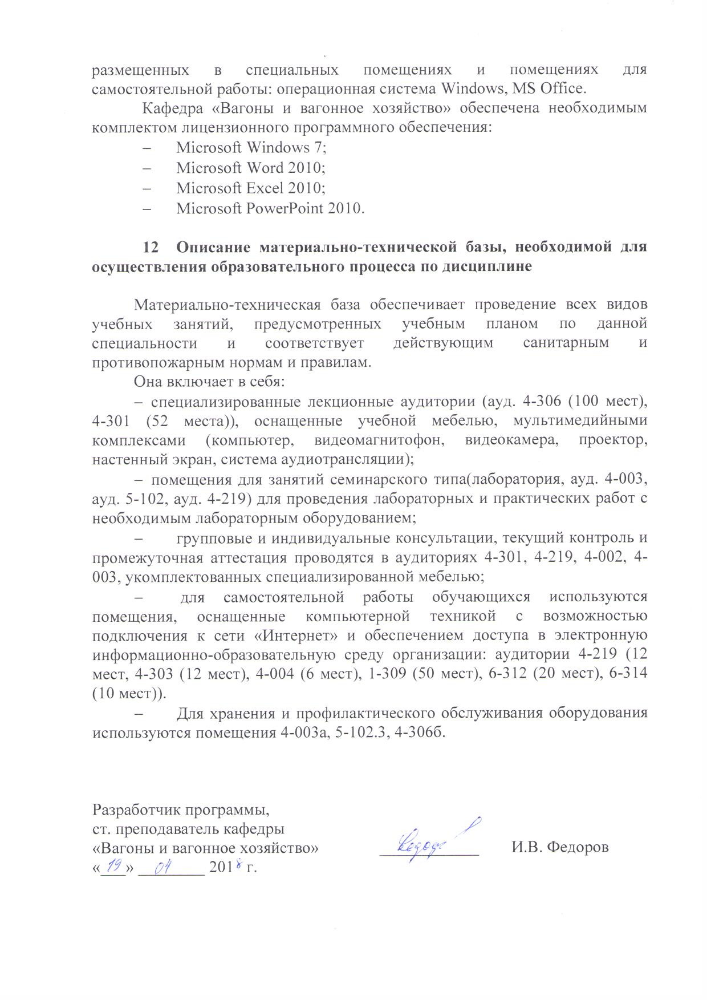 размещенных в специальных помещениях и помещениях для
самостоятельной работы: операционная система Windows, MS Office.
Кафедра «Вагоны и вагонное хозяйство» обеспечена необходимым
комплектом лицензионного программного обеспечения:
– Microsoft Windows 7;
– Microsoft Word 2010;
– Microsoft Excel 2010;
– Microsoft PowerPoint 2010.
12 Описание материально-технической базы, необходимой для
осуществления образовательного процесса по дисциплине
Материально-техническая база обеспечивает проведение всех видов
учебных занятий, предусмотренных учебным планом по данной
специальности и соответствует действующим санитарным и
противопожарным нормам и правилам.
Она включает в себя:
– специализированные лекционные аудитории (ауд. 4-306 (100 мест),
4-301 (52 места)), оснащенные учебной мебелью, мультимедийными
комплексами (компьютер, видеомагнитофон, видеокамера, проектор,
настенный экран, система аудиотрансляции);
– помещения для занятий семинарского типа(лаборатория, ауд. 4-003,
ауд. 5-102, ауд. 4-219) для проведения лабораторных и практических работ с
необходимым лабораторным оборудованием;
– групповые и индивидуальные консультации, текущий контроль и
промежуточная аттестация проводятся в аудиториях 4-301, 4-219, 4-002, 4-
003, укомплектованных специализированной мебелью;
– для самостоятельной работы обучающихся используются
помещения, оснащенные компьютерной техникой с возможностью
подключения к сети «Интернет» и обеспечением доступа в электронную
информационно-образовательную среду организации: аудитории 4-219 (12
мест, 4-303 (12 мест), 4-004 (6 мест), 1-309 (50 мест), 6-312 (20 мест), 6-314
(10 мест)).
– Для хранения и профилактического обслуживания оборудования
используются помещения 4-003а, 5-102.3, 4-306б.
Разработчик программы,
ст. преподаватель кафедры
«Вагоны и вагонное хозяйство» ____________ И.В. Федоров
«19» 04 2018 г.